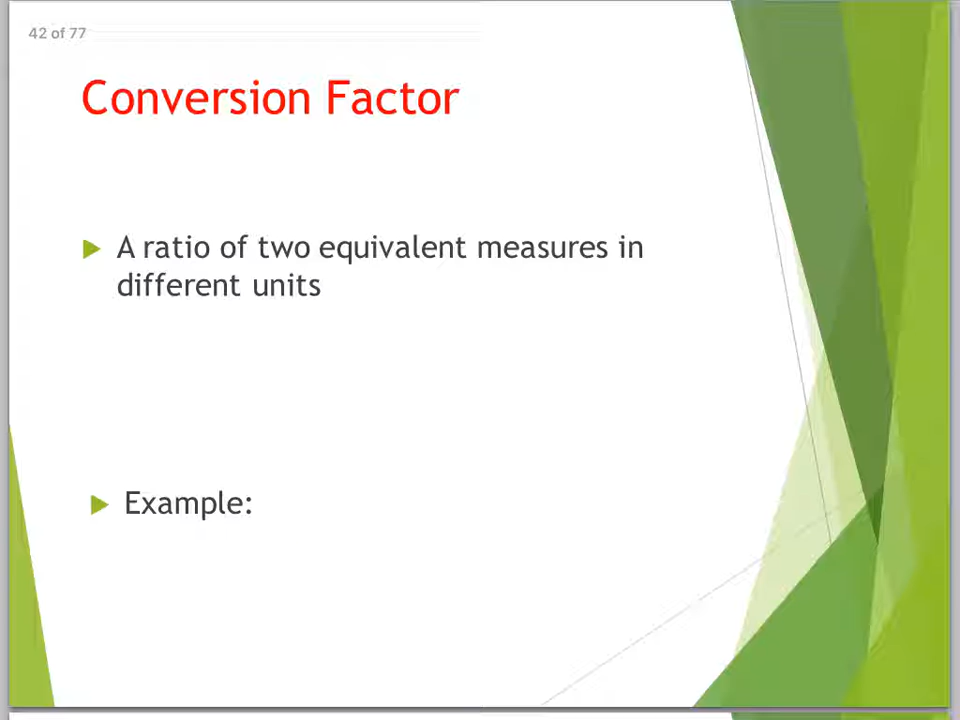 42 of 77
Conversion Factor
A ratio of two equivalent measures in
different units
Example: